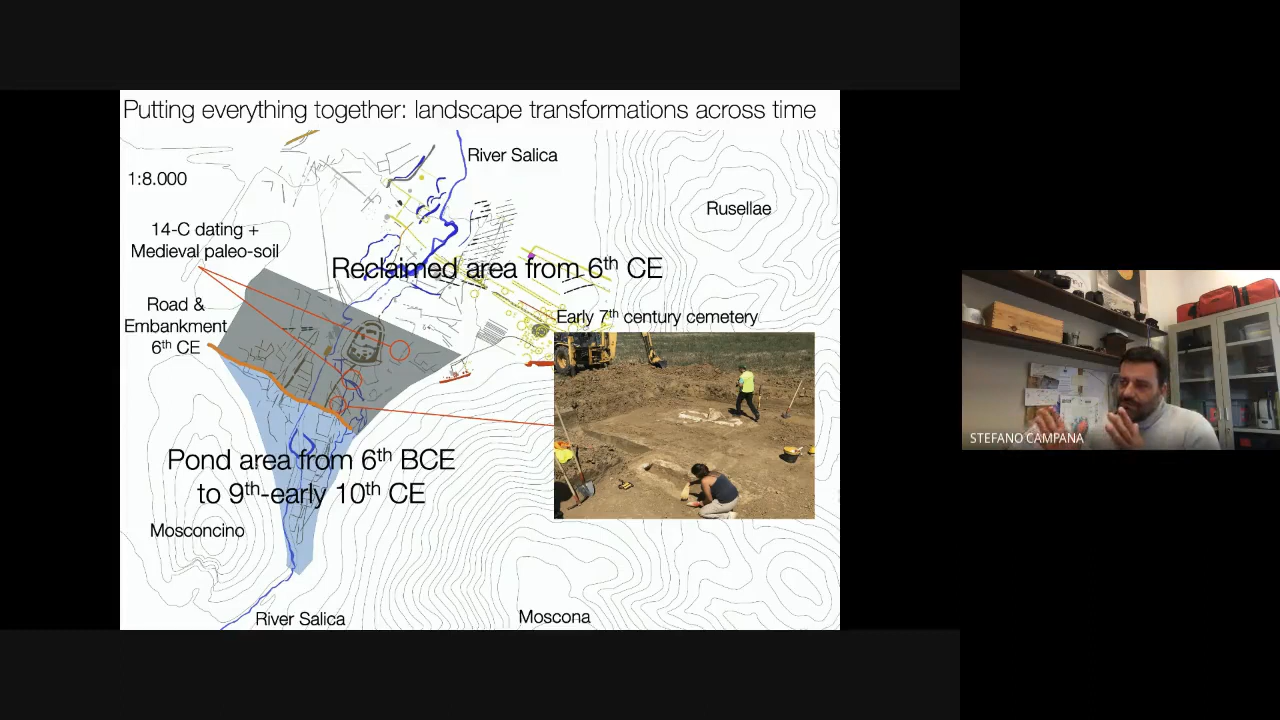 Putting everything together: landscape transformations across time
River Salica
1:8.000
Rusellae
14-C dating +
Medieval paleo-soil
Reclaimed area from 6th CE
Road &
Embankment
6th CE
Early 7th century cemetery
Pond area from 6th BCE
to 9th-early 10th CE
Mosconcino
River Salica
Moscona
STEFANO CAMPANA